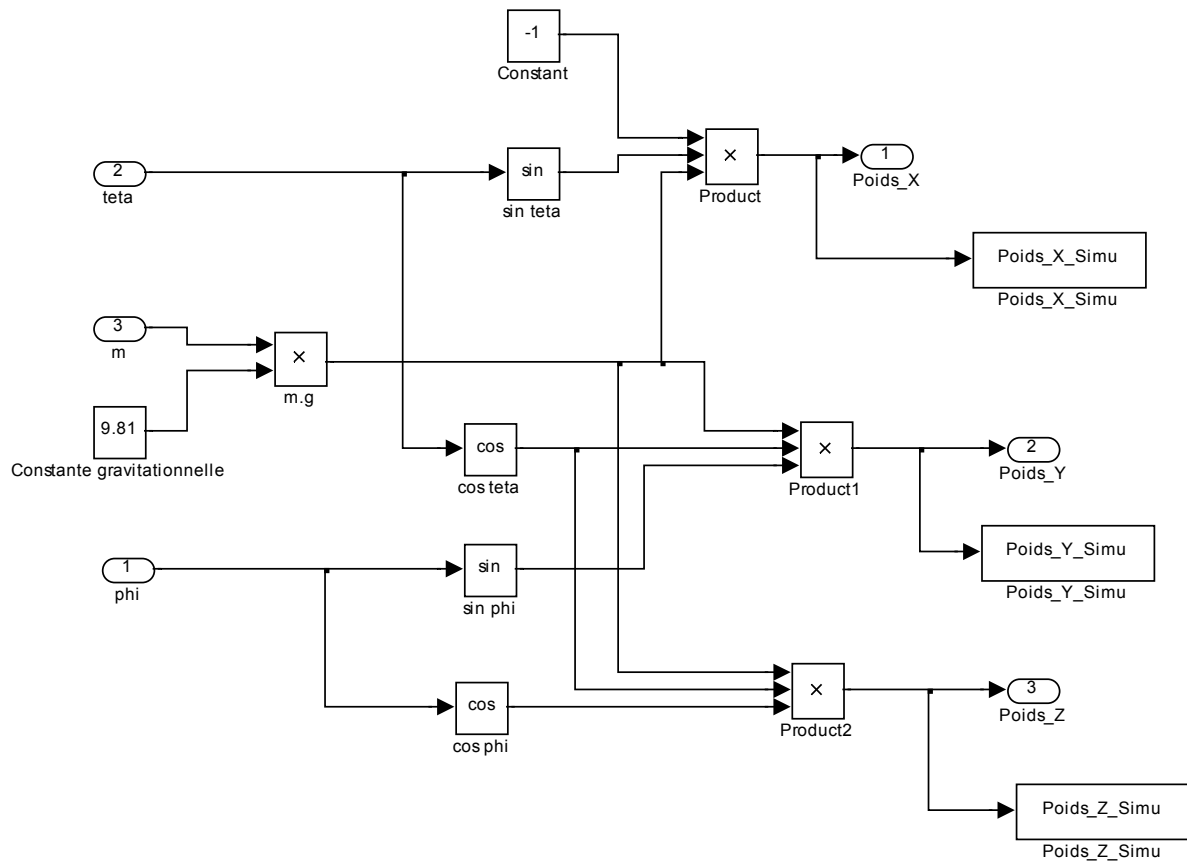 -1
Constant
×
Product
1
Poids_X
2
teta
sin
sin teta
Poids_X_Simu
Poids_X_Simu
3
m
×
m.g
9.81
Constante gravitationnelle
cos
cos teta
×
Product1
2
Poids_Y
Poids_Y_Simu
Poids_Y_Simu
1
phi
sin
sin phi
×
Product2
3
Poids_Z
cos
cos phi
Poids_Z_Simu
Poids_Z_Simu